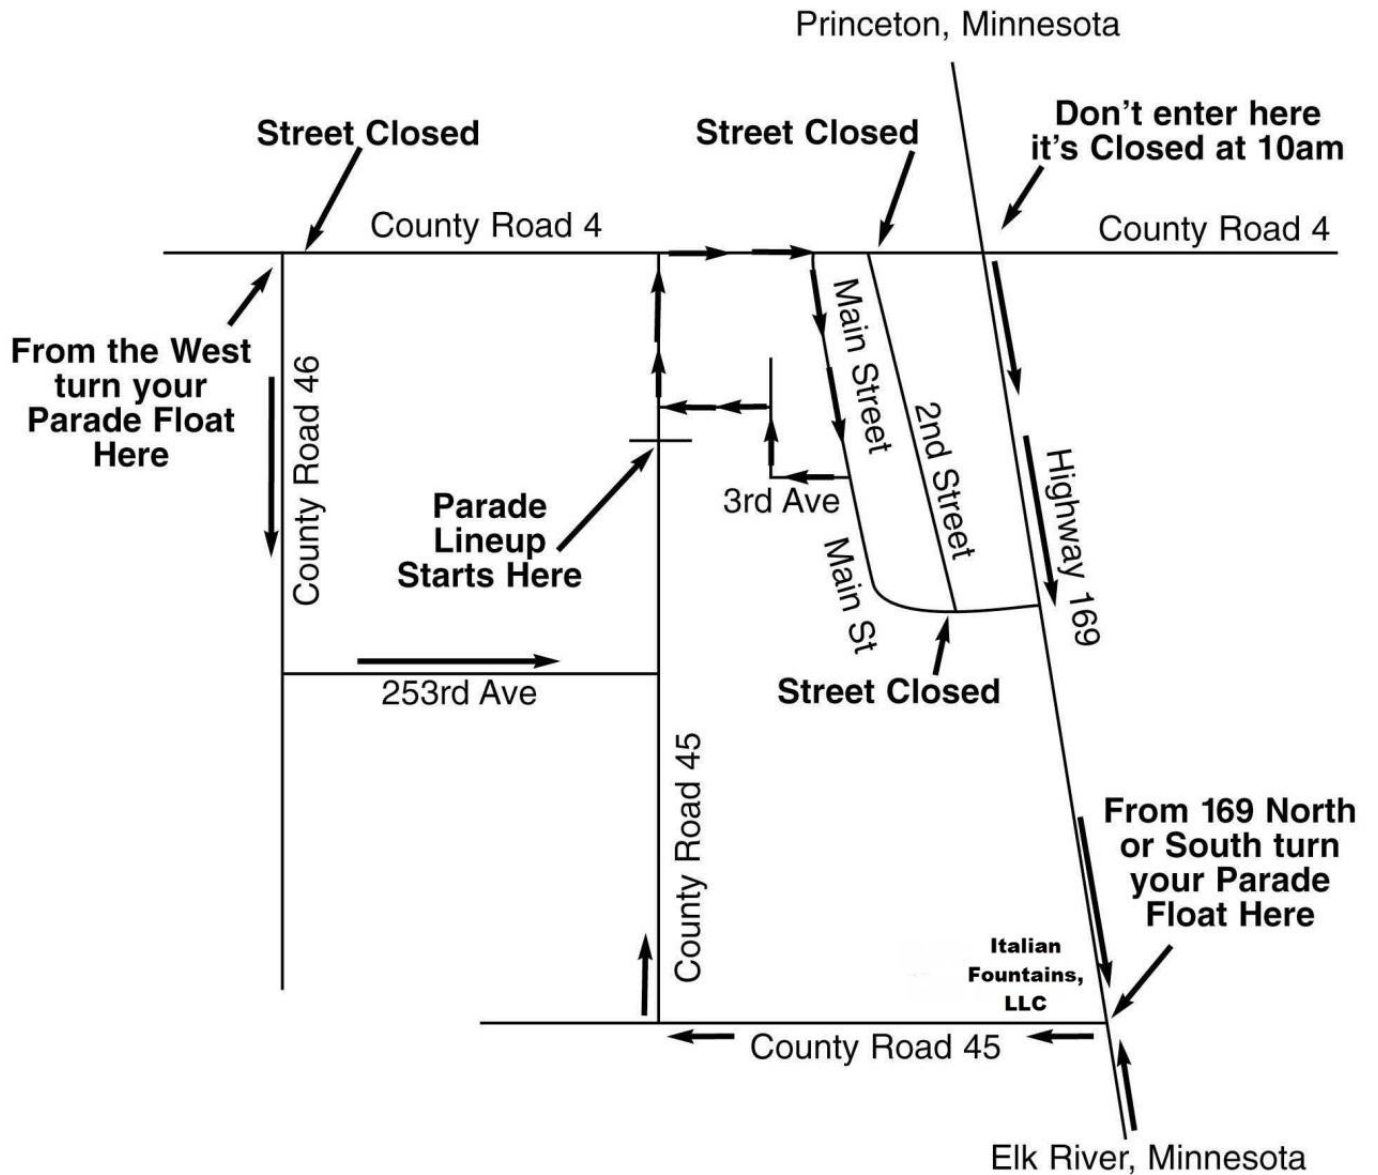 Princeton, Minnesota
Don't enter here
it's Closed at 10am
Street Closed
Street Closed
County Road 4
County Road 4
From the West
turn your
Parade Float
Here
County Road 46
Main Street
2nd Street
Highway 169
Parade
Lineup
Starts Here
3rd Ave
Main St
Street Closed
253rd Ave
County Road 45
From 169 North
or South turn
your Parade
Float Here
Italian
Fountains,
LLC
County Road 45
Elk River, Minnesota